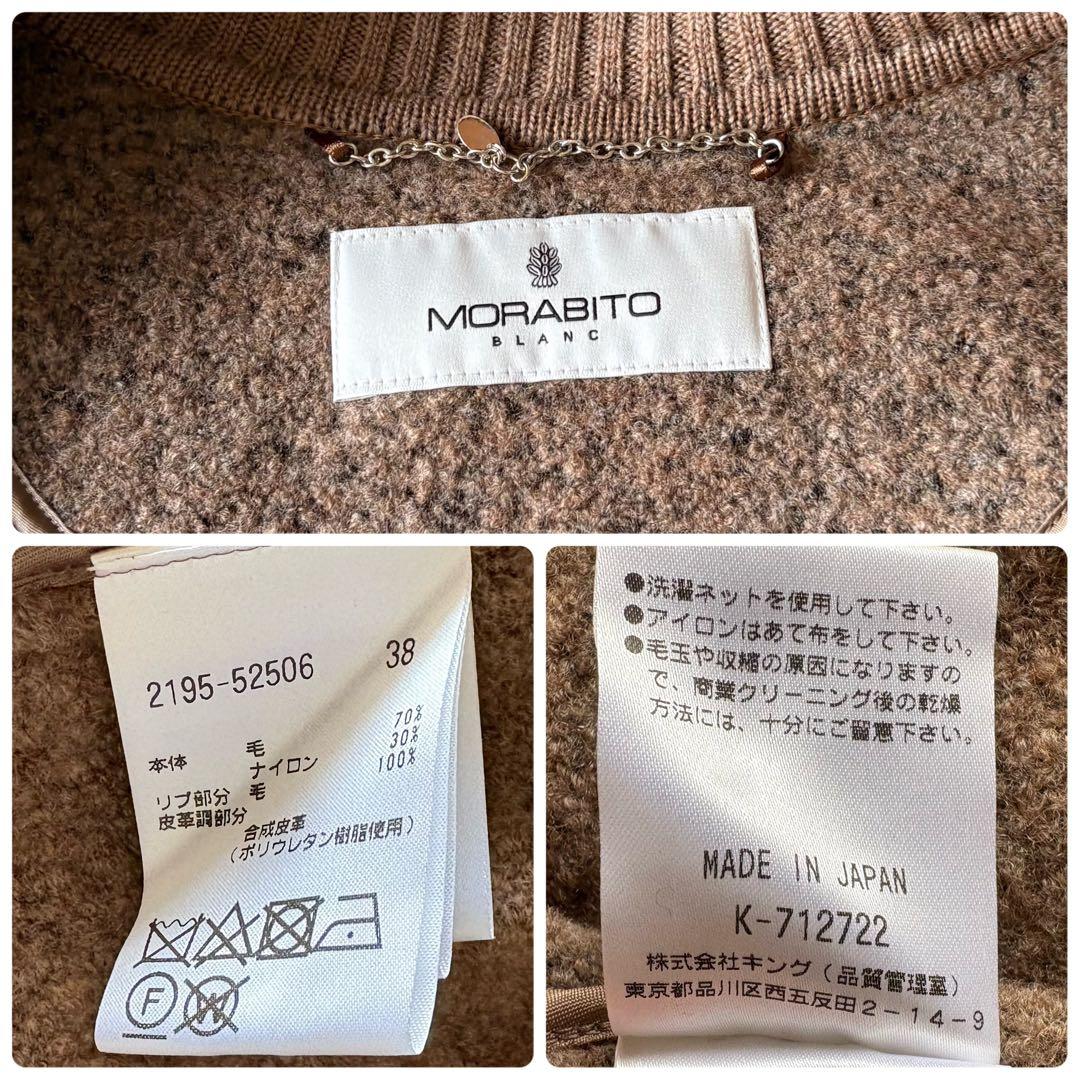 MORABITO
BLANC
2195-52506 38
本体 毛 70%
ナイロン 30%
リブ部分 毛 100%
皮革調部分
合成皮革
(ポリウレタン樹脂使用)
F
W
●洗濯ネットを使用して下さい。
●アイロンはあて布をして下さい。
●毛玉や収縮の原因になりますの
で、商業クリーニング後の乾燥
方法には、十分にご留意下さい。
MADE IN JAPAN
K-712722
株式会社キング(品質管理室)
東京都品川区西五反田2-14-9